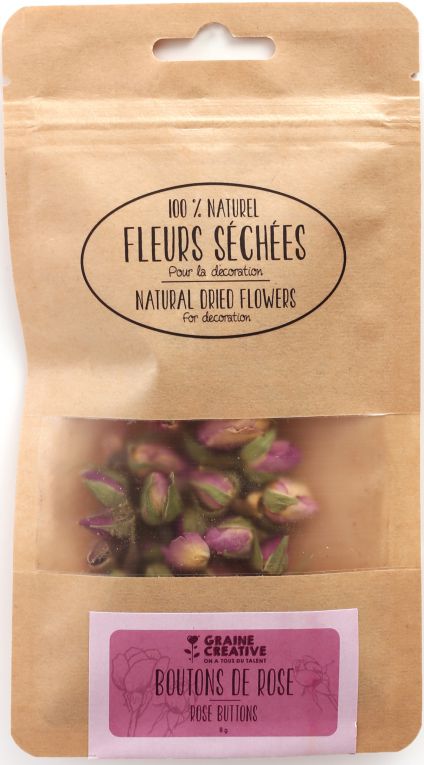 100 % NATUREL
FLEURS SÉCHÉES
Pour la décoration
NATURAL DRIED FLOWERS
for decoration
GRAINE
CREATIVE
ON A TOUS DU TALENT
BOUTONS DE ROSE
ROSE BUTTONS
8g